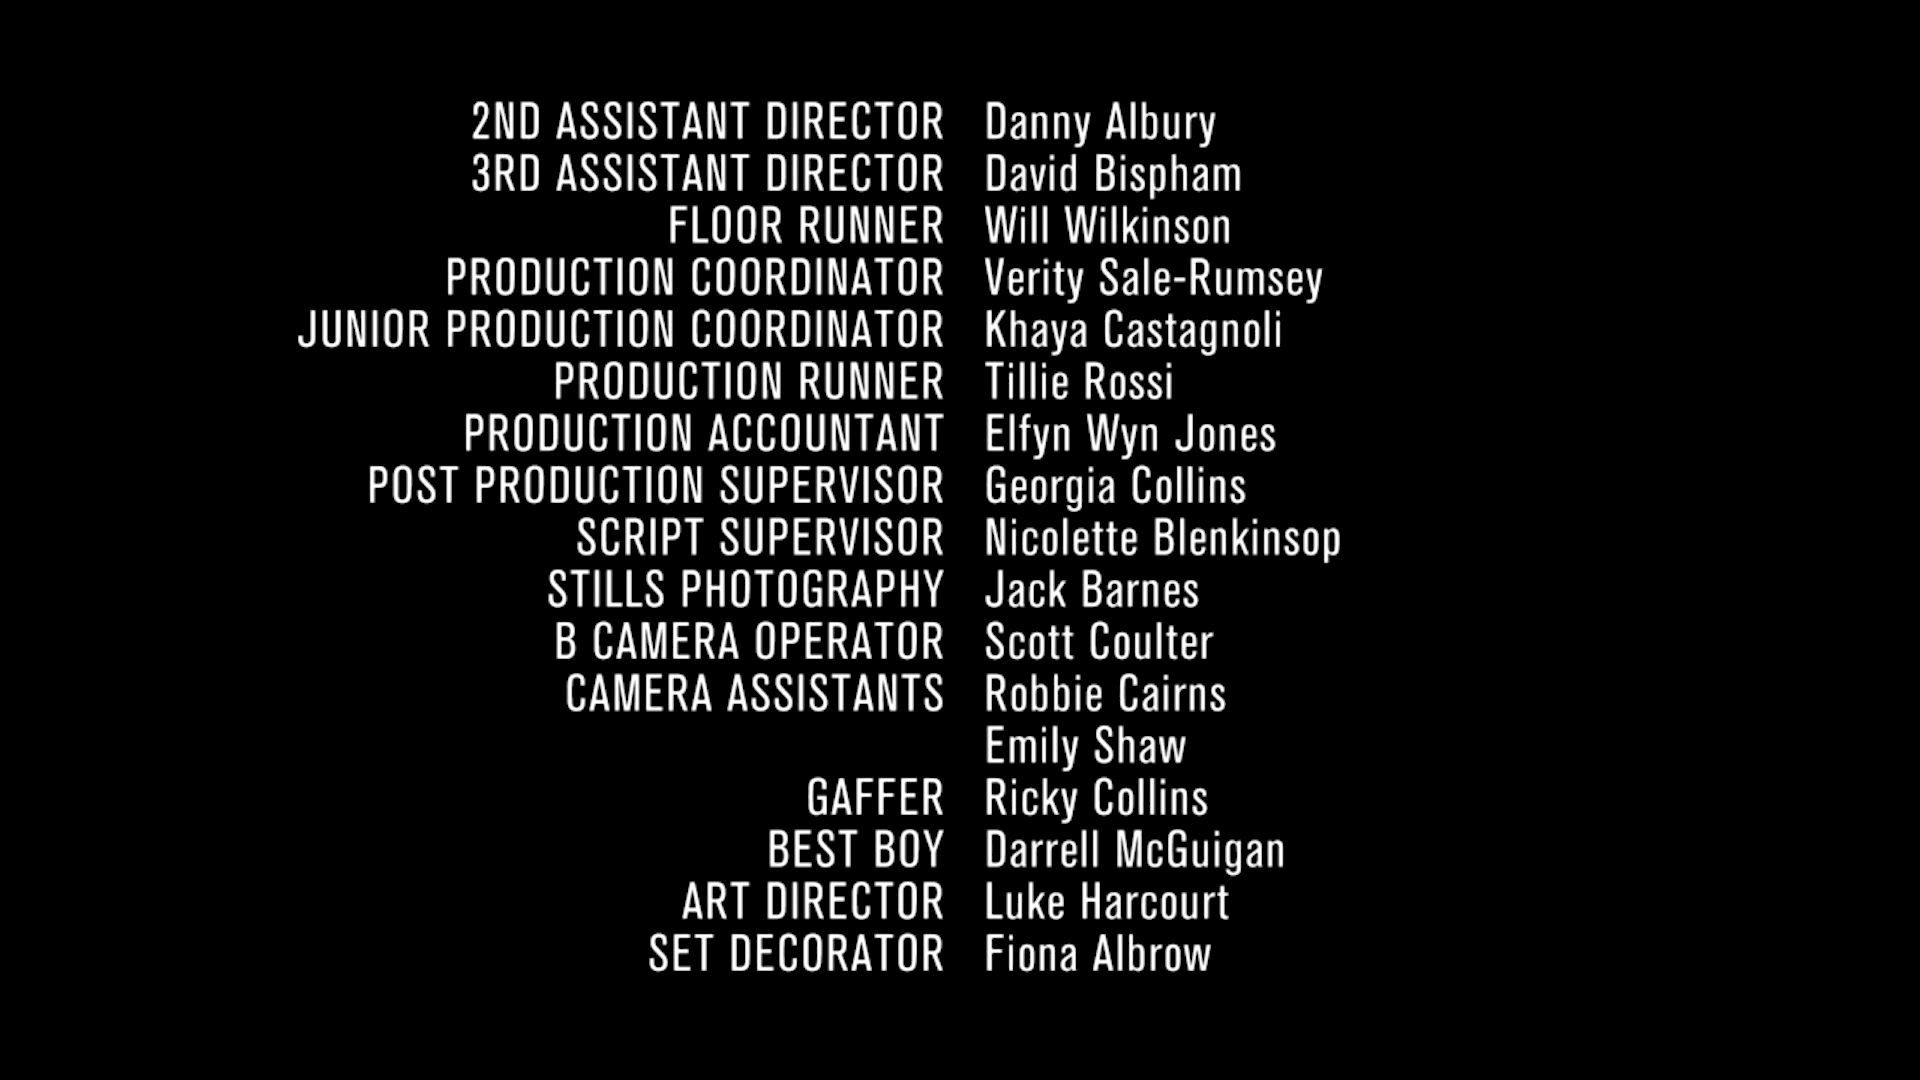 2ND ASSISTANT DIRECTOR Danny Albury
3RD ASSISTANT DIRECTOR David Bispham
FLOOR RUNNER Will Wilkinson
PRODUCTION COORDINATOR Verity Sale-Rumsey
JUNIOR PRODUCTION COORDINATOR Khaya Castagnoli
PRODUCTION RUNNER Tillie Rossi
PRODUCTION ACCOUNTANT Elfyn Wyn Jones
POST PRODUCTION SUPERVISOR Georgia Collins
SCRIPT SUPERVISOR Nicolette Blenkinsop
STILLS PHOTOGRAPHY Jack Barnes
B CAMERA OPERATOR Scott Coulter
CAMERA ASSISTANTS Robbie Cairns
Emily Shaw
GAFFER Ricky Collins
BEST BOY Darrell McGuigan
ART DIRECTOR Luke Harcourt
SET DECORATOR Fiona Albrow